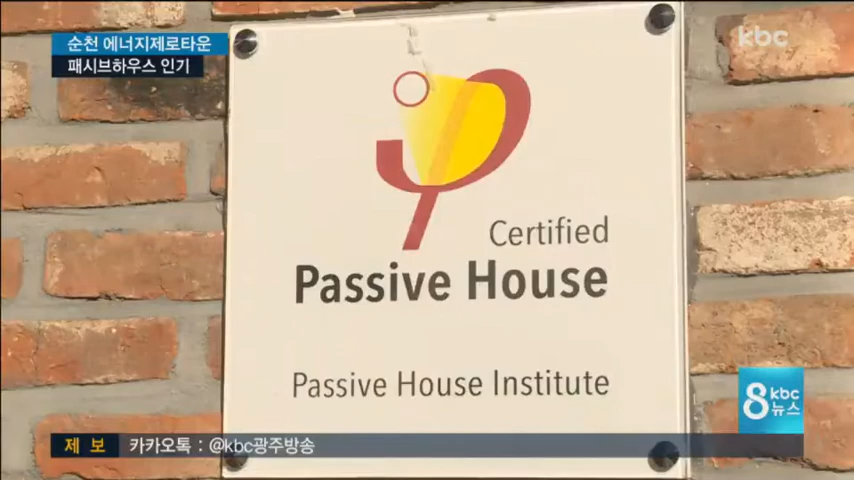 순천 에너지제로타운
패시브하우스 인기
kbc
Certified
Passive House
Passive House Institute
8 kbc
뉴스
제 보 카카오톡 : @kbc광주방송